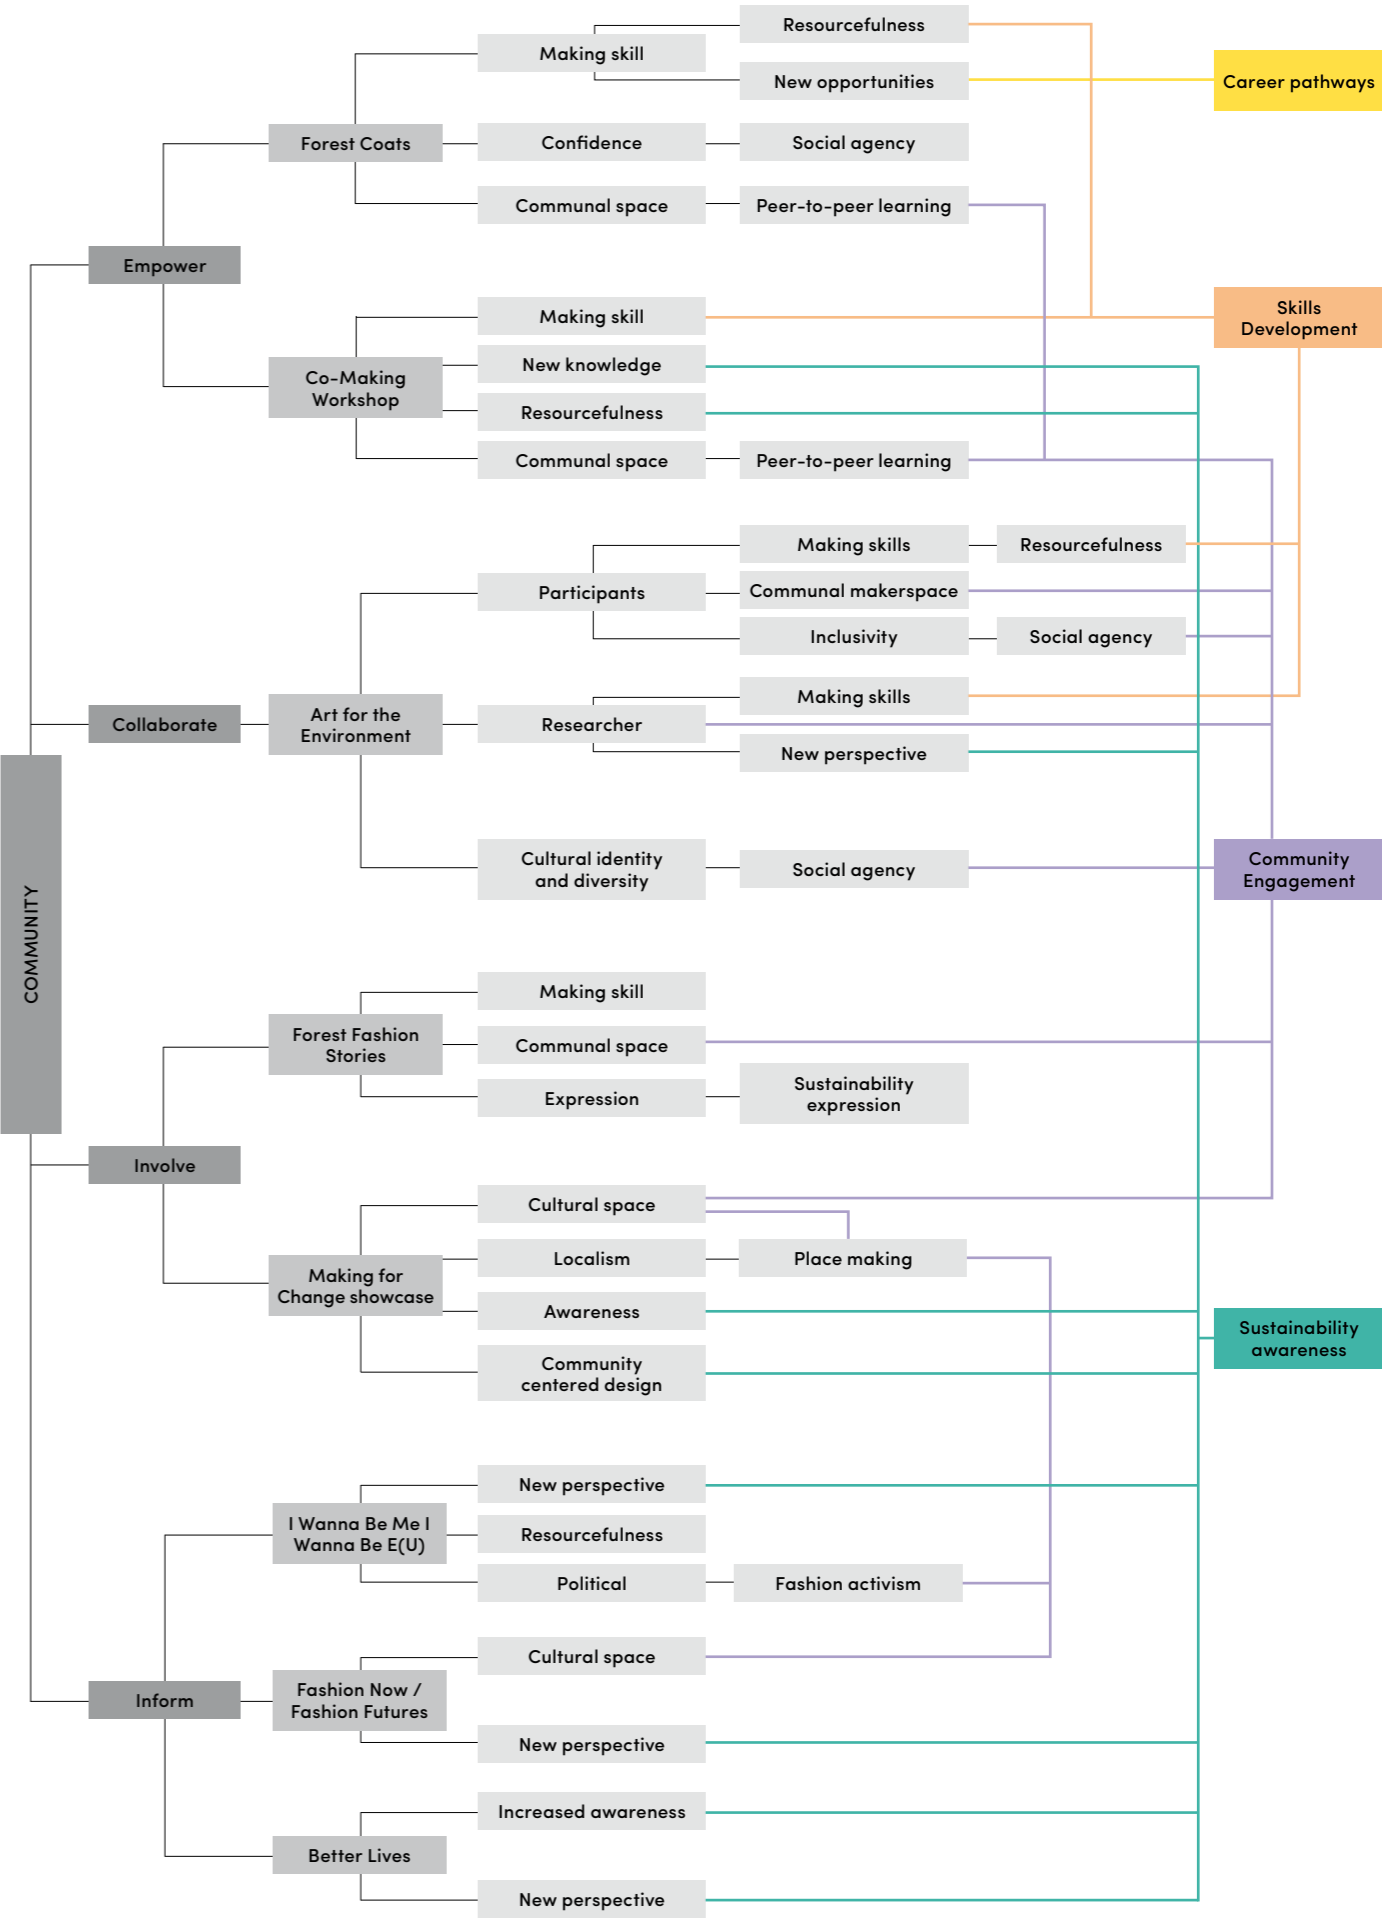 Resourcefulness
Making skill
New opportunities
Career pathways
Forest Coats
Confidence
Social agency
Communal space
Peer-to-peer learning
Empower
Making skill
Skills
Development
New knowledge
Co-Making
Workshop
Resourcefulness
Communal space
Peer-to-peer learning
Making skills
Resourcefulness
Participants
Communal makerspace
Inclusivity
Social agency
Making skills
Collaborate
Art for the
Environment
Researcher
New perspective
Cultural identity
and diversity
Social agency
Community
Engagement
COMMUNITY
Making skill
Forest Fashion
Stories
Communal space
Expression
Sustainability
expression
Involve
Cultural space
Localism
Place making
Making for
Change showcase
Awareness
Sustainability
awareness
Community
centered design
New perspective
I Wanna Be Me I
Wanna Be E(U)
Resourcefulness
Political
Fashion activism
Cultural space
Inform
Fashion Now /
Fashion Futures
New perspective
Increased awareness
Better Lives
New perspective